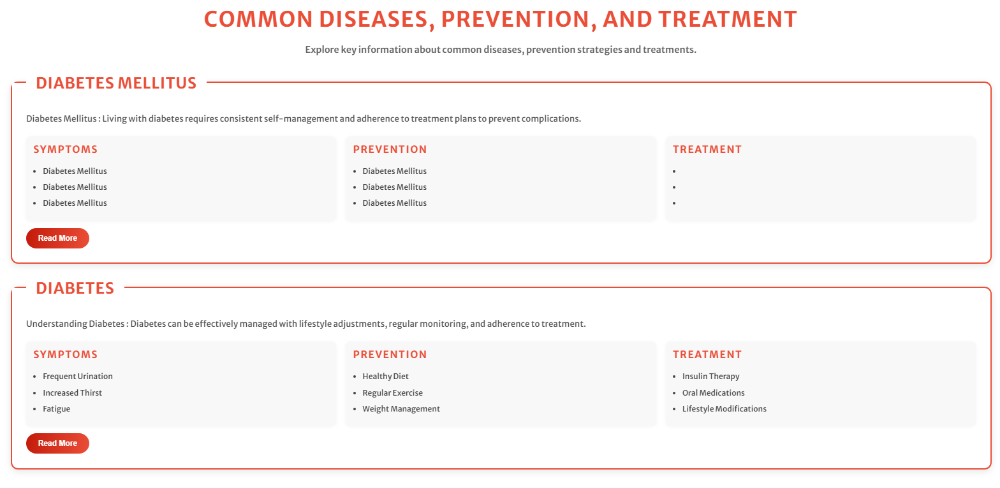 COMMON DISEASES, PREVENTION, AND TREATMENT
Explore key information about common diseases, prevention strategies and treatments.
DIABETES MELLITUS
Diabetes Mellitus : Living with diabetes requires consistent self-management and adherence to treatment plans to prevent complications.
SYMPTOMS
• Diabetes Mellitus
• Diabetes Mellitus
• Diabetes Mellitus
PREVENTION
• Diabetes Mellitus
• Diabetes Mellitus
• Diabetes Mellitus
TREATMENT
•
•
•
Read More
DIABETES
Understanding Diabetes : Diabetes can be effectively managed with lifestyle adjustments, regular monitoring, and adherence to treatment.
SYMPTOMS
• Frequent Urination
• Increased Thirst
• Fatigue
PREVENTION
• Healthy Diet
• Regular Exercise
• Weight Management
TREATMENT
• Insulin Therapy
• Oral Medications
• Lifestyle Modifications
Read More